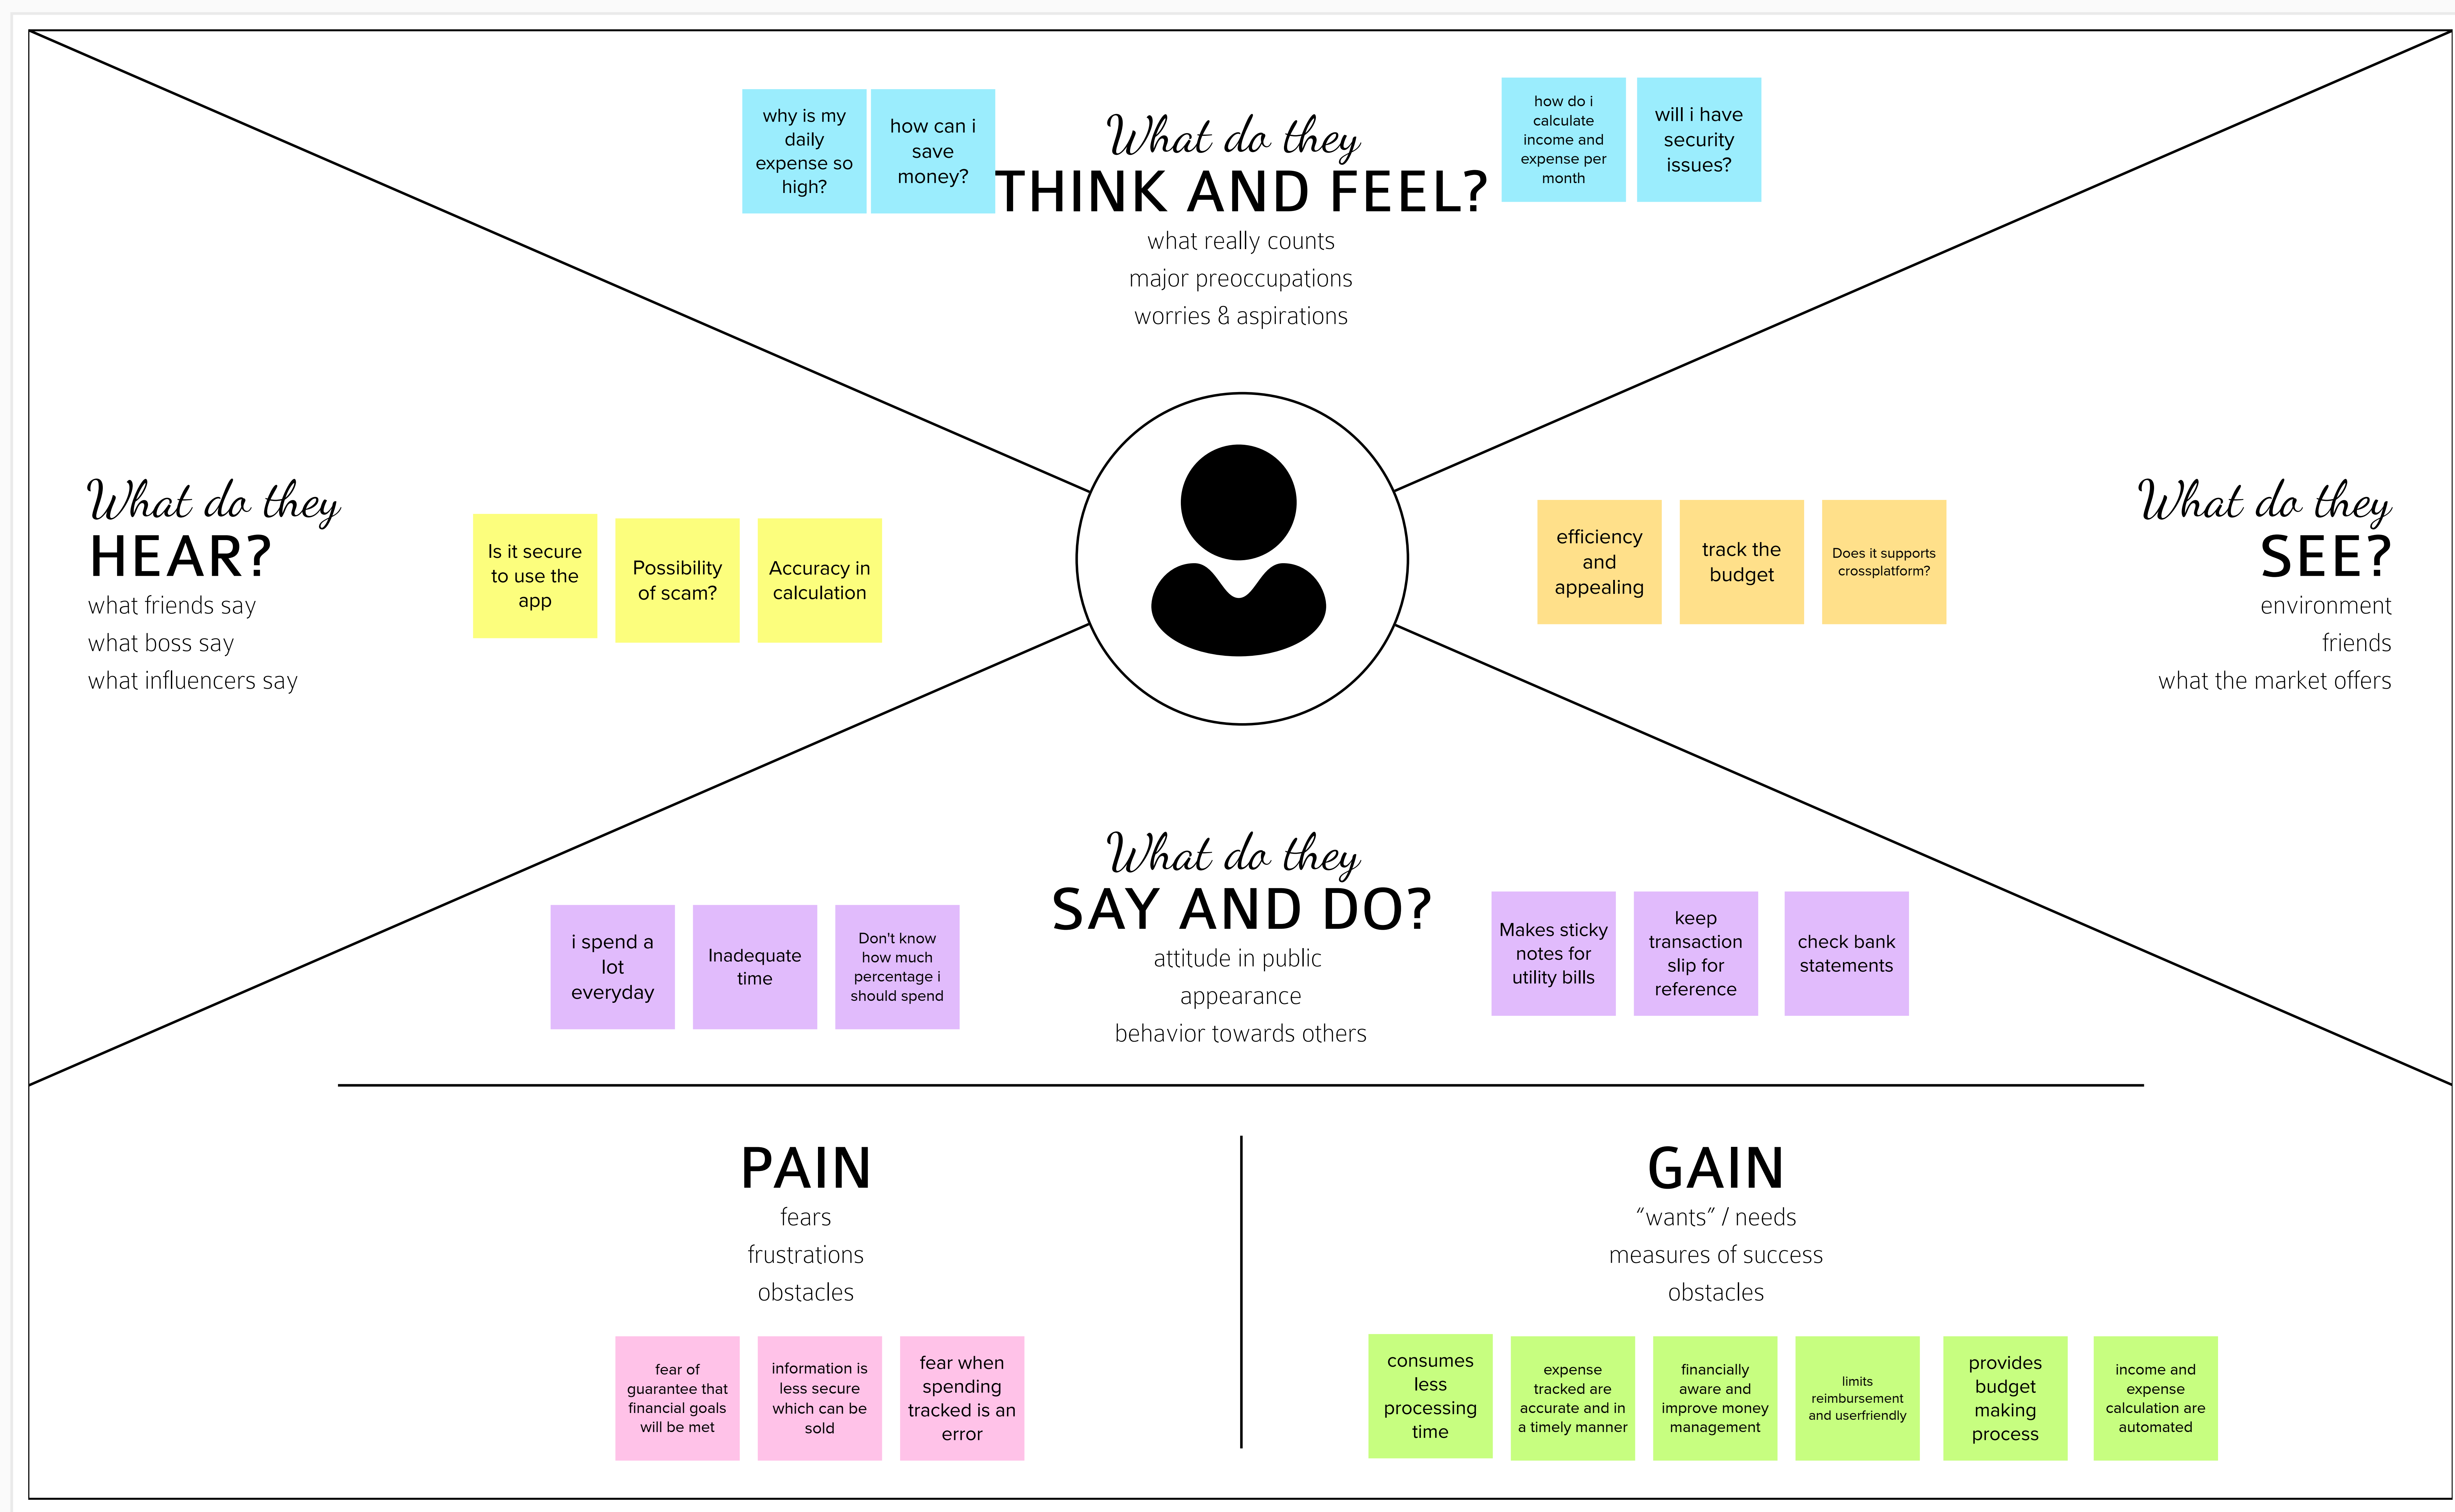 why is my
daily
expense so
high?
how can i
save
money?
What do they
THINK AND FEEL?
what really counts
major preoccupations
worries & aspirations
how do i
calculate
income and
expense per
month
will i have
security
issues?
What do they
HEAR?
what friends say
what boss say
what influencers say
Is it secure
to use the
app
Possibility
of scam?
Accuracy in
calculation
efficiency
and
appealing
track the
budget
Does it supports
crossplatform?
What do they
SEE?
environment
friends
what the market offers
i spend a
lot
everyday
Inadequate
time
Don't know
how much
percentage i
should spend
What do they
SAY AND DO?
attitude in public
appearance
behavior towards others
Makes sticky
notes for
utility bills
keep
transaction
slip for
reference
check bank
statements
PAIN
fears
frustrations
obstacles
fear of
guarantee that
financial goals
will be met
information is
less secure
which can be
sold
fear when
spending
tracked is an
error
GAIN
“wants” / needs
measures of success
obstacles
consumes
less
processing
time
expense
tracked are
accurate and in
a timely manner
financially
aware and
improve money
management
limits
reimbursement
and userfriendly
provides
budget
making
process
income and
expense
calculation are
automated